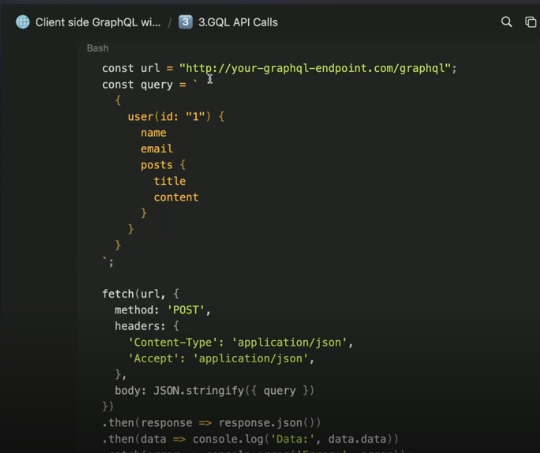 Client side GraphQL wi... / 3 3.GQL API Calls
Bash
const url = "http://your-graphql-endpoint.com/graphql";
const query = `
{
user(id: "1") {
name
email
posts {
title
content
}
}
}
`;
fetch(url, {
method: 'POST',
headers: {
'Content-Type': 'application/json',
'Accept': 'application/json',
},
body: JSON.stringify({ query })
})
.then(response => response.json())
.then(data => console.log('Data:', data.data))